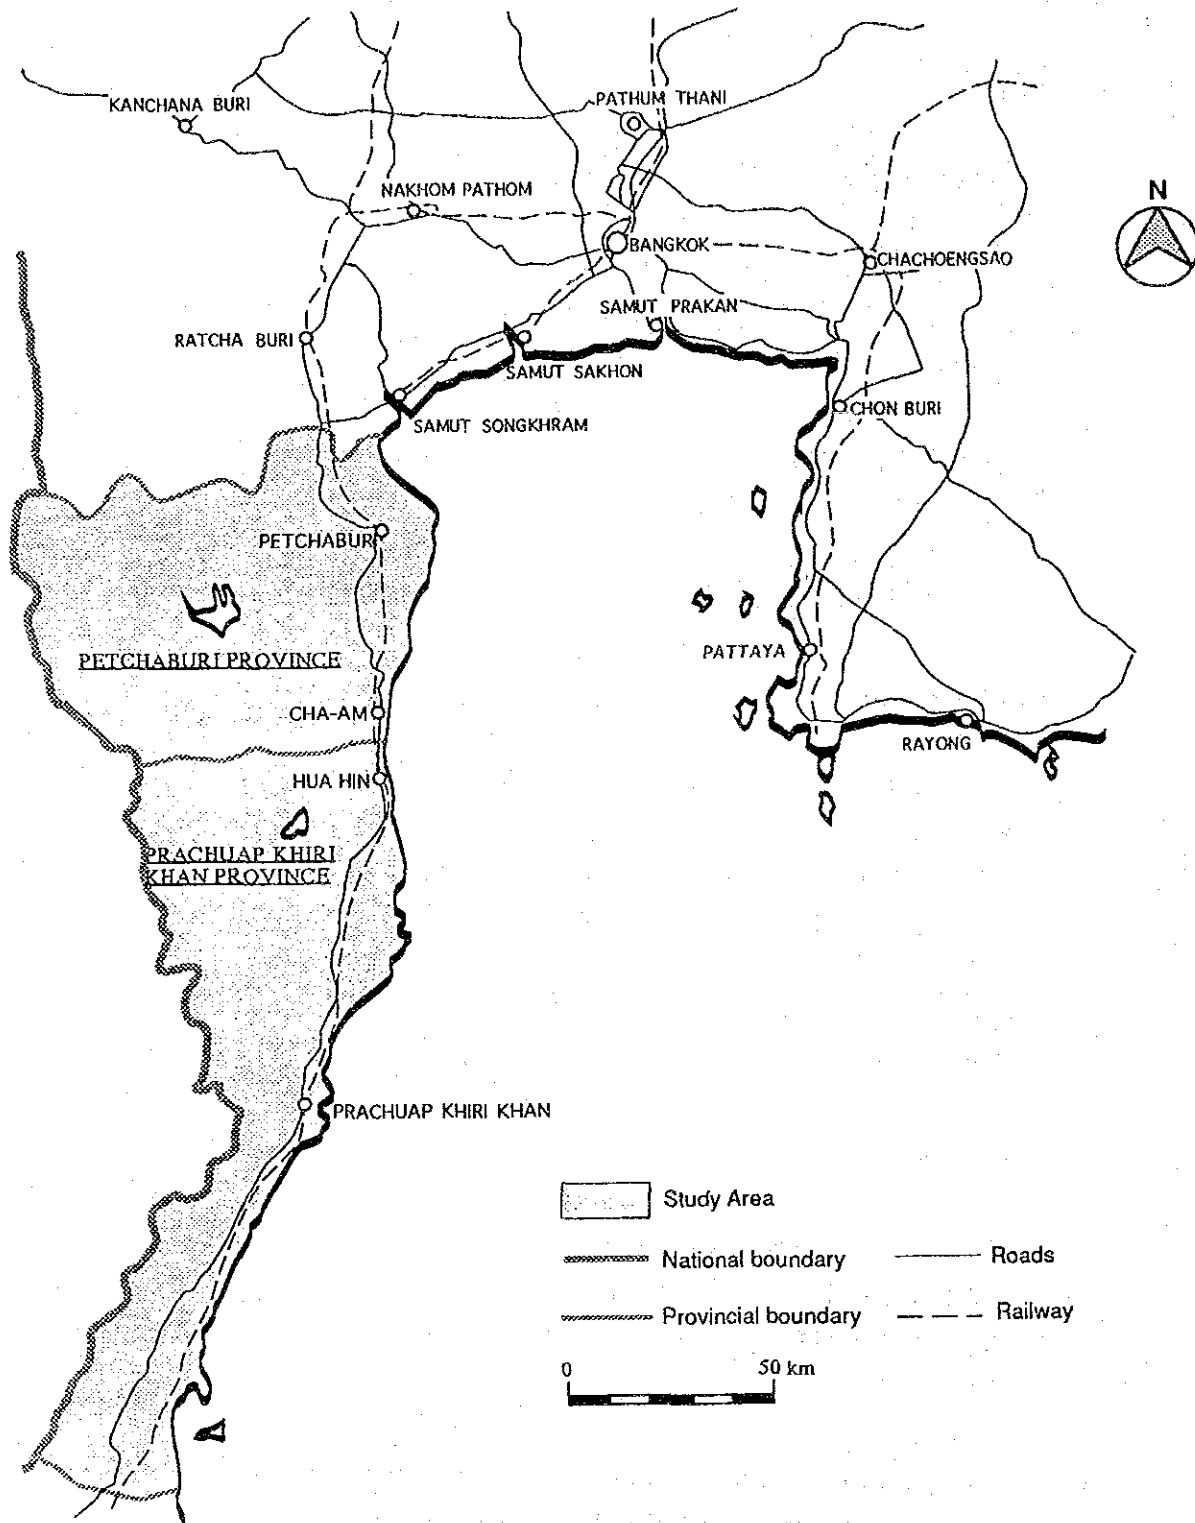 KANCHANA BURI
PATHUM THANI
NAKHOM PATHOM
N
BANGKOK
CHACHOENGSAO
SAMUT PRAKAN
RATCHA BURI
SAMUT SAKHON
CHON BURI
SAMUT SONGKHRAM
PETCHABUR
PETCHABURI PROVINCE
PATTAYA
CHA-AM
RAYONG
HUA HIN
PRACHUAP KHIRI
KHAN PROVINCE
PRACHUAP KHIRI KHAN
Study Area
National boundary
Roads
Provincial boundary
Railway
0 50 km